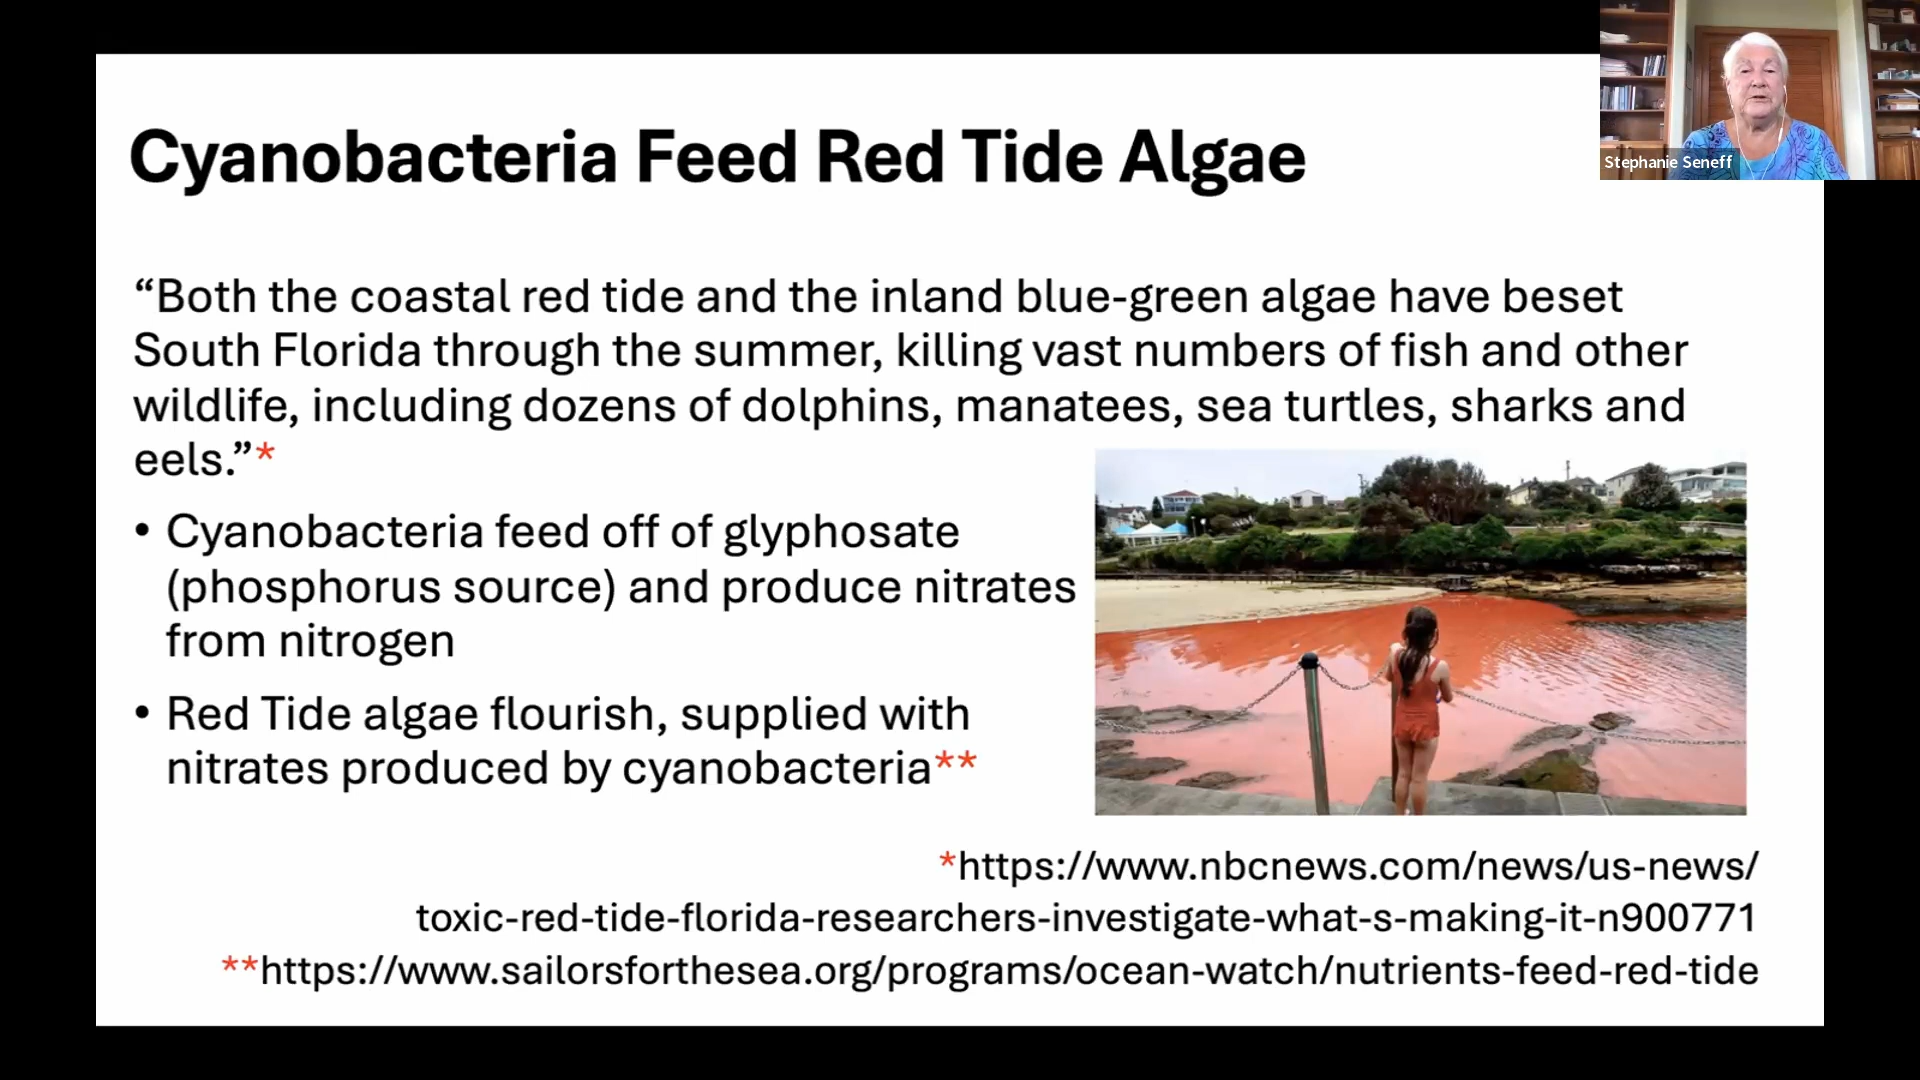 Stephanie Seneff
Cyanobacteria Feed Red Tide Algae
“Both the coastal red tide and the inland blue-green algae have beset
South Florida through the summer, killing vast numbers of fish and other
wildlife, including dozens of dolphins, manatees, sea turtles, sharks and
eels.”*
• Cyanobacteria feed off of glyphosate
(phosphorus source) and produce nitrates
from nitrogen
• Red Tide algae flourish, supplied with
nitrates produced by cyanobacteria**
*https://www.nbcnews.com/news/us-news/
toxic-red-tide-florida-researchers-investigate-what-s-making-it-n900771
**https://www.sailorsforthesea.org/programs/ocean-watch/nutrients-feed-red-tide